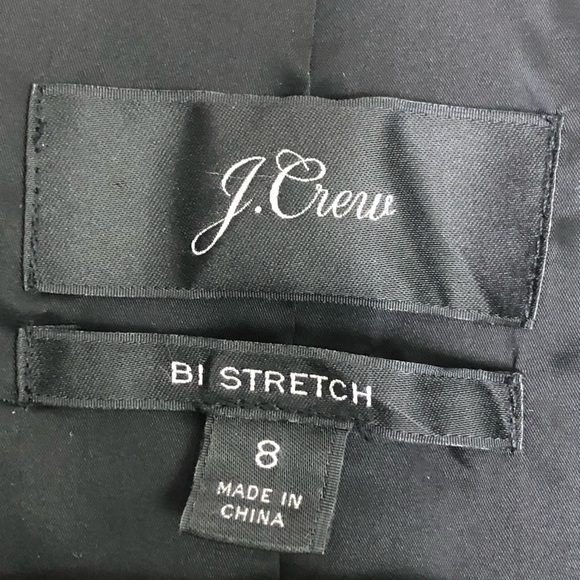 J.Crew
BI STRETCH
8
MADE IN
CHINA